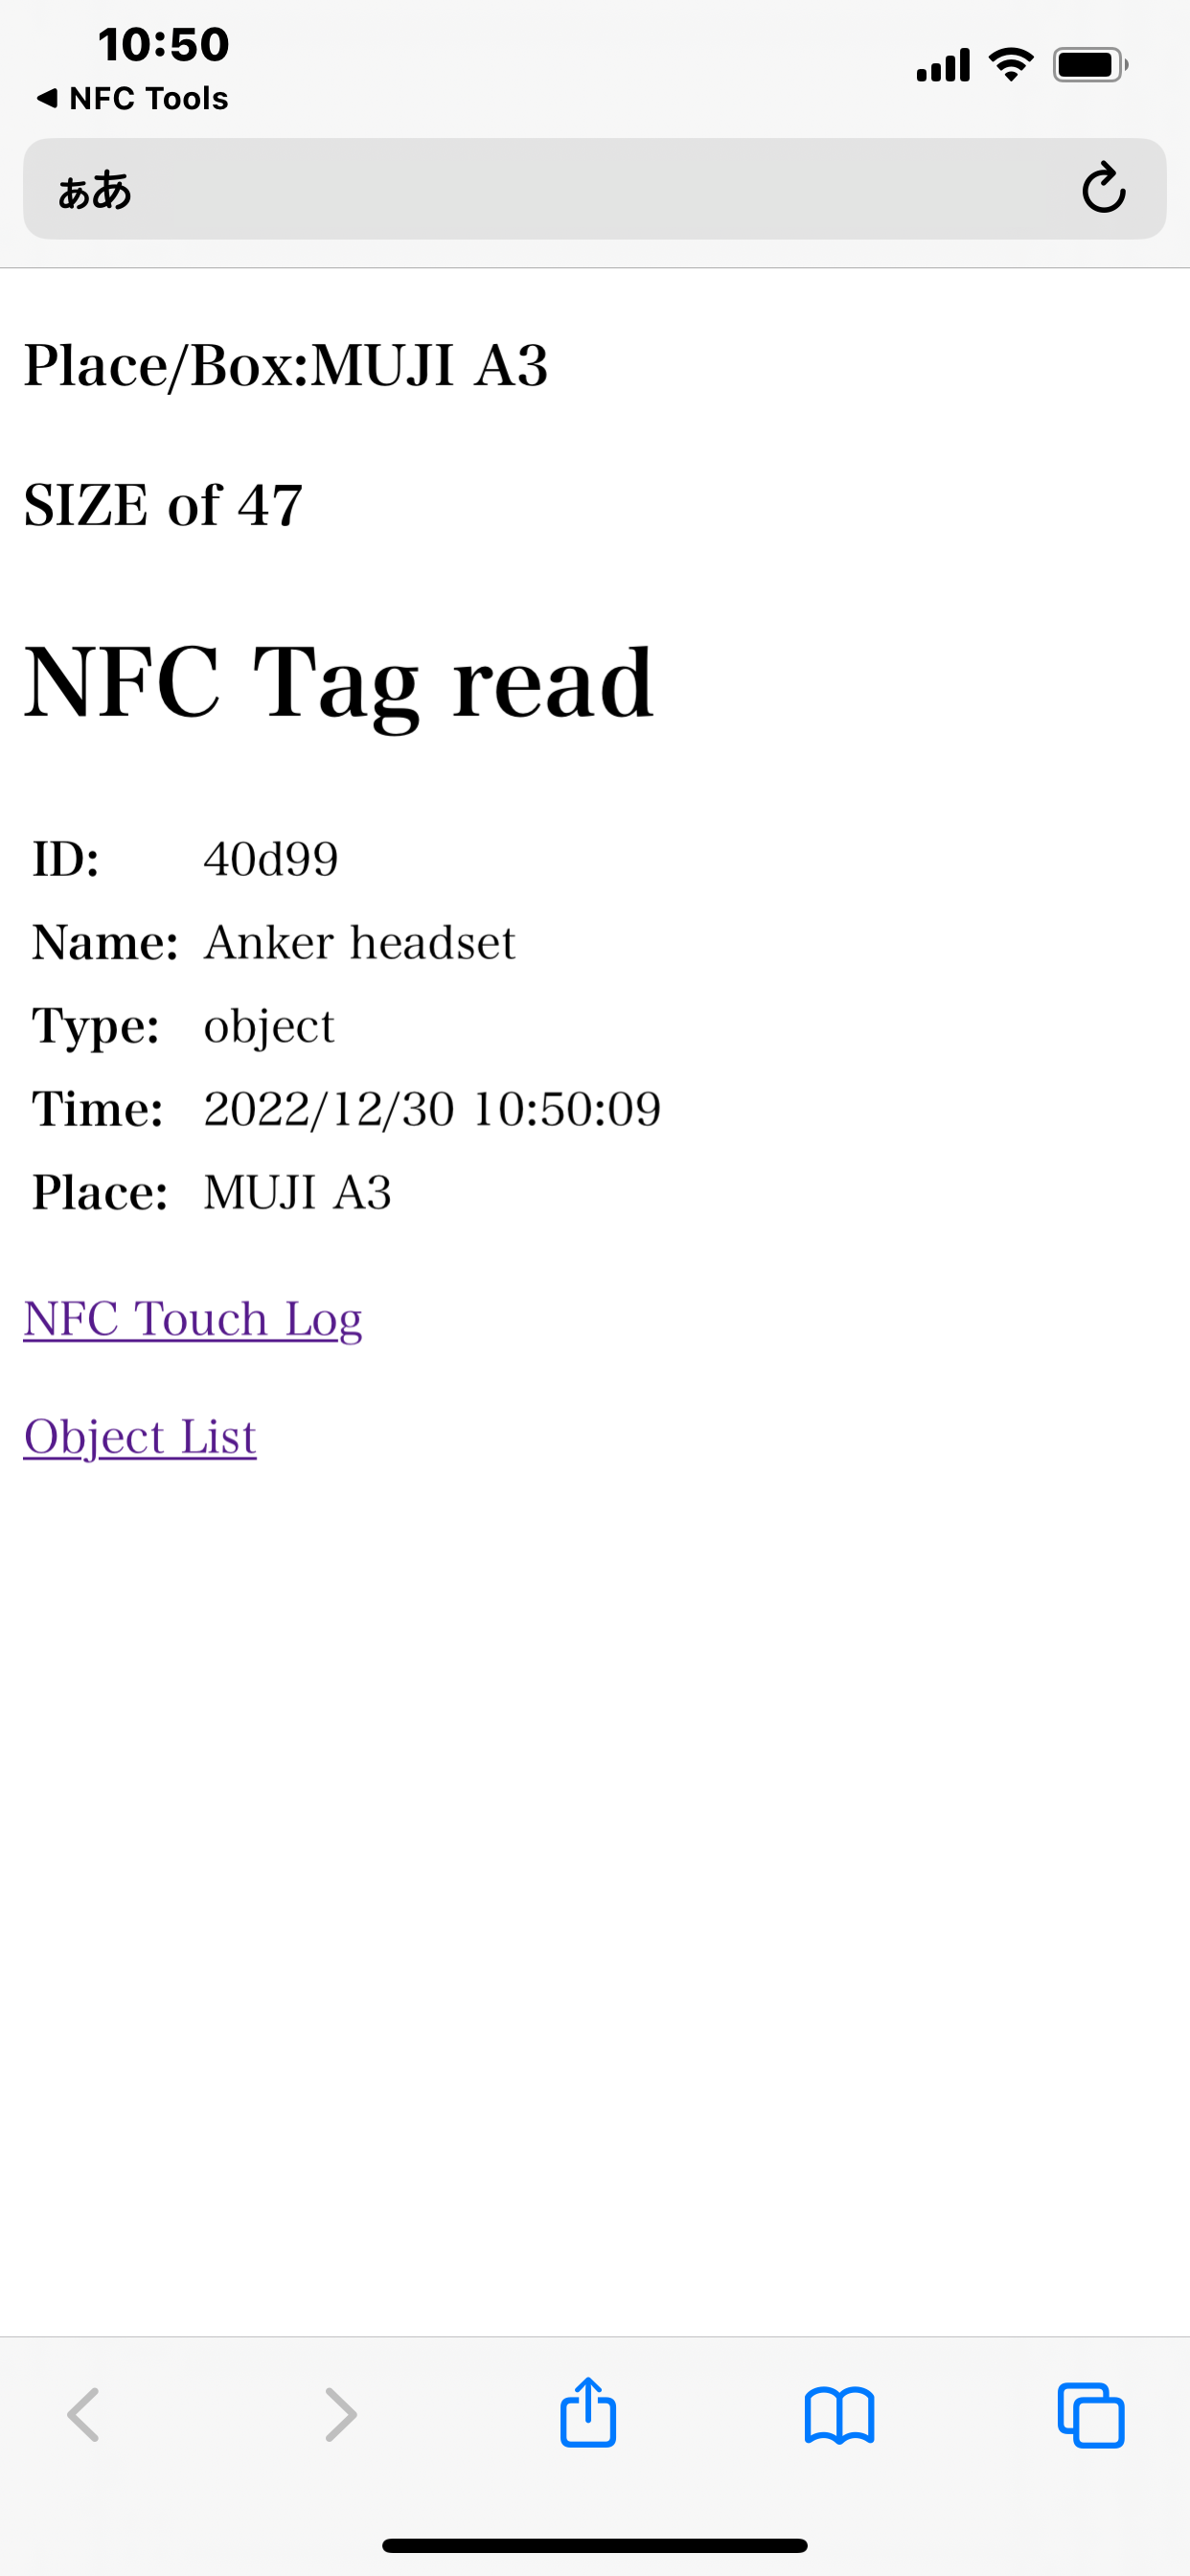 10:50
◀ NFC Tools
ぁあ
Place/Box:MUJI A3
SIZE of 47
NFC Tag read
ID: 40d99
Name: Anker headset
Type: object
Time: 2022/12/30 10:50:09
Place: MUJI A3
NFC Touch Log
Object List